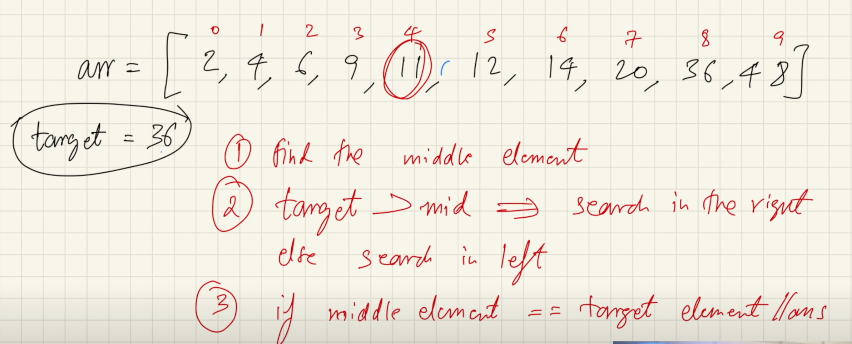 0 1 2 3 4 5 6 7 8 9
arr = [2, 4, 6, 9, 11, 12, 14, 20, 36, 48]
target = 36
① find the middle element
② target > mid ⇒ search in the right
else search in left
③ if middle element == target element //ans